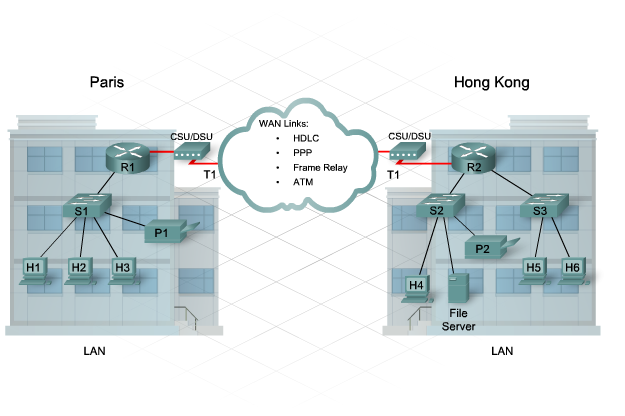 Paris
Hong Kong
CSU/DSU
WAN Links:
• HDLC
• PPP
• Frame Relay
• ATM
CSU/DSU
R1
T1
T1
R2
S1
S2
S3
P1
P2
H1
H2
H3
H4
H5
H6
File
Server
LAN
LAN